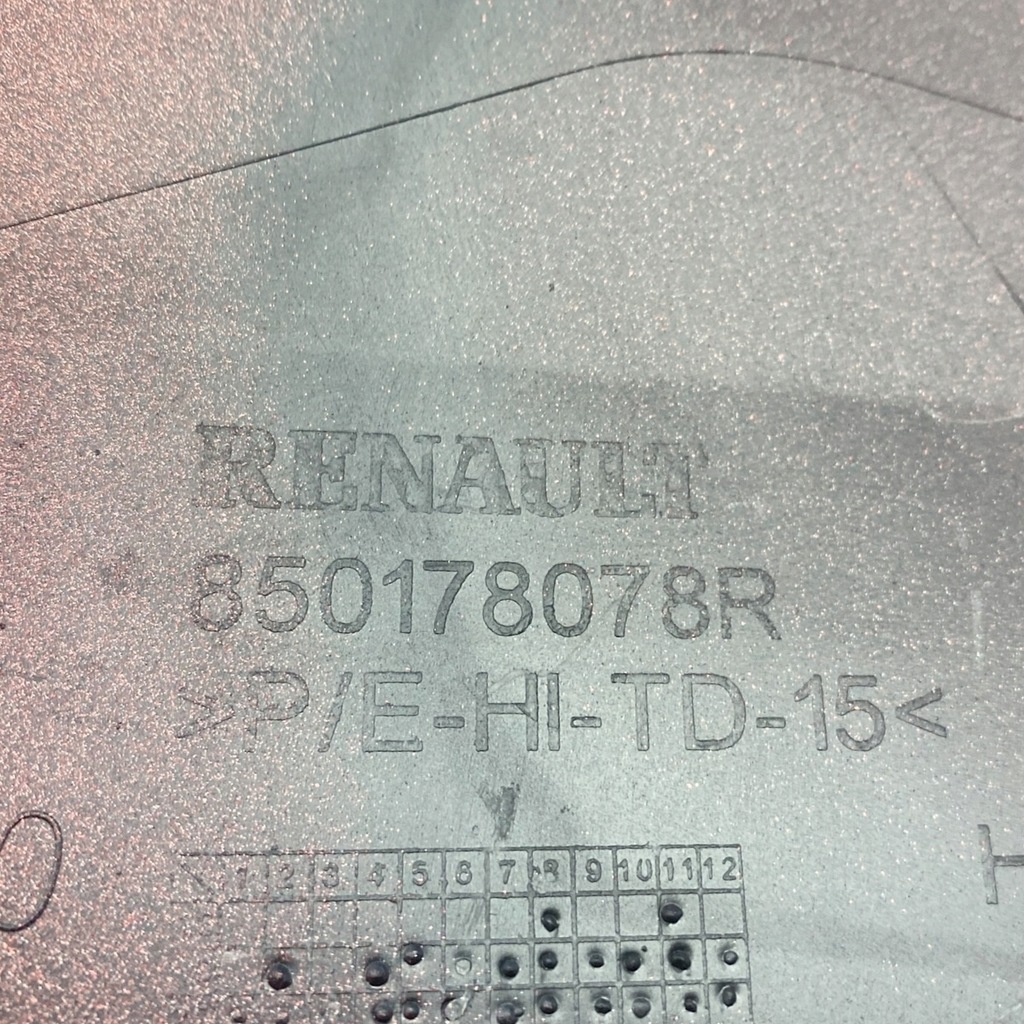 RENAULT
850178078R
>P/E-HI-TD-15<
1 2 3 4 5 6 7 8 9 10 11 12
H